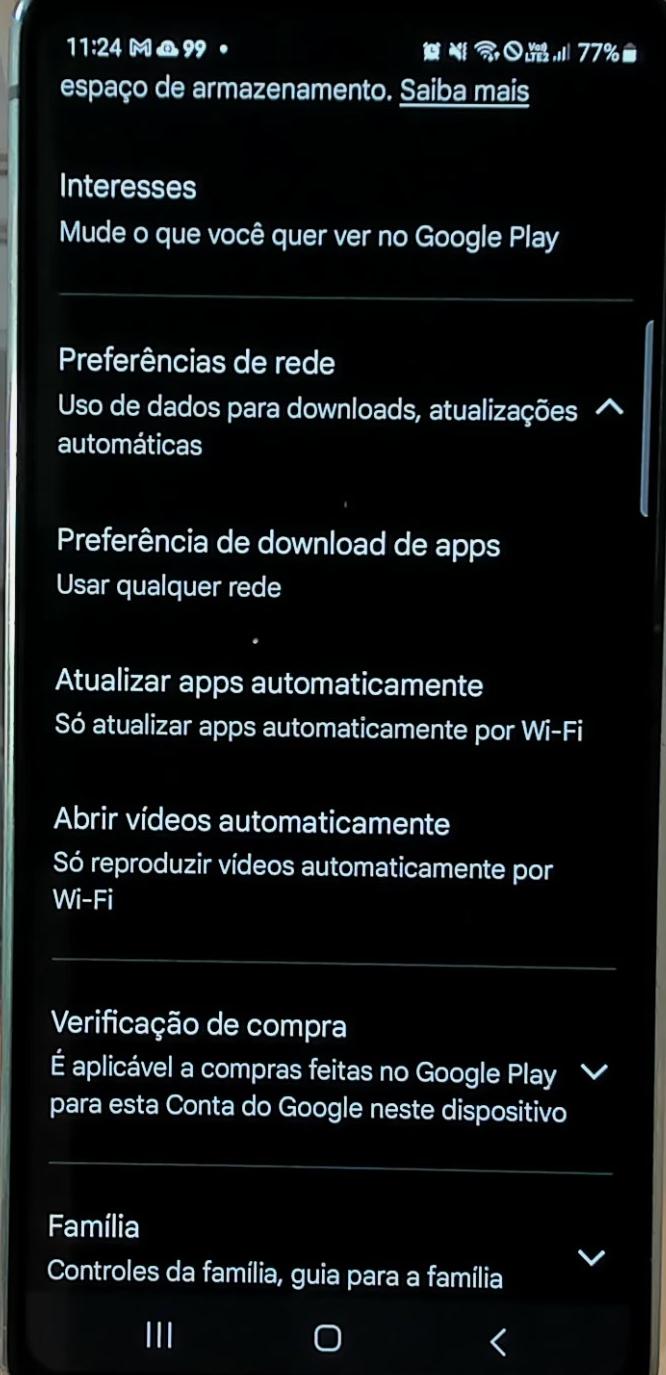 11:24 99 77%
espaço de armazenamento. Saiba mais
Interesses
Mude o que você quer ver no Google Play
Preferências de rede
Uso de dados para downloads, atualizações
automáticas
Preferência de download de apps
Usar qualquer rede
Atualizar apps automaticamente
Só atualizar apps automaticamente por Wi-Fi
Abrir vídeos automaticamente
Só reproduzir vídeos automaticamente por
Wi-Fi
Verificação de compra
É aplicável a compras feitas no Google Play
para esta Conta do Google neste dispositivo
Família
Controles da família, guia para a família